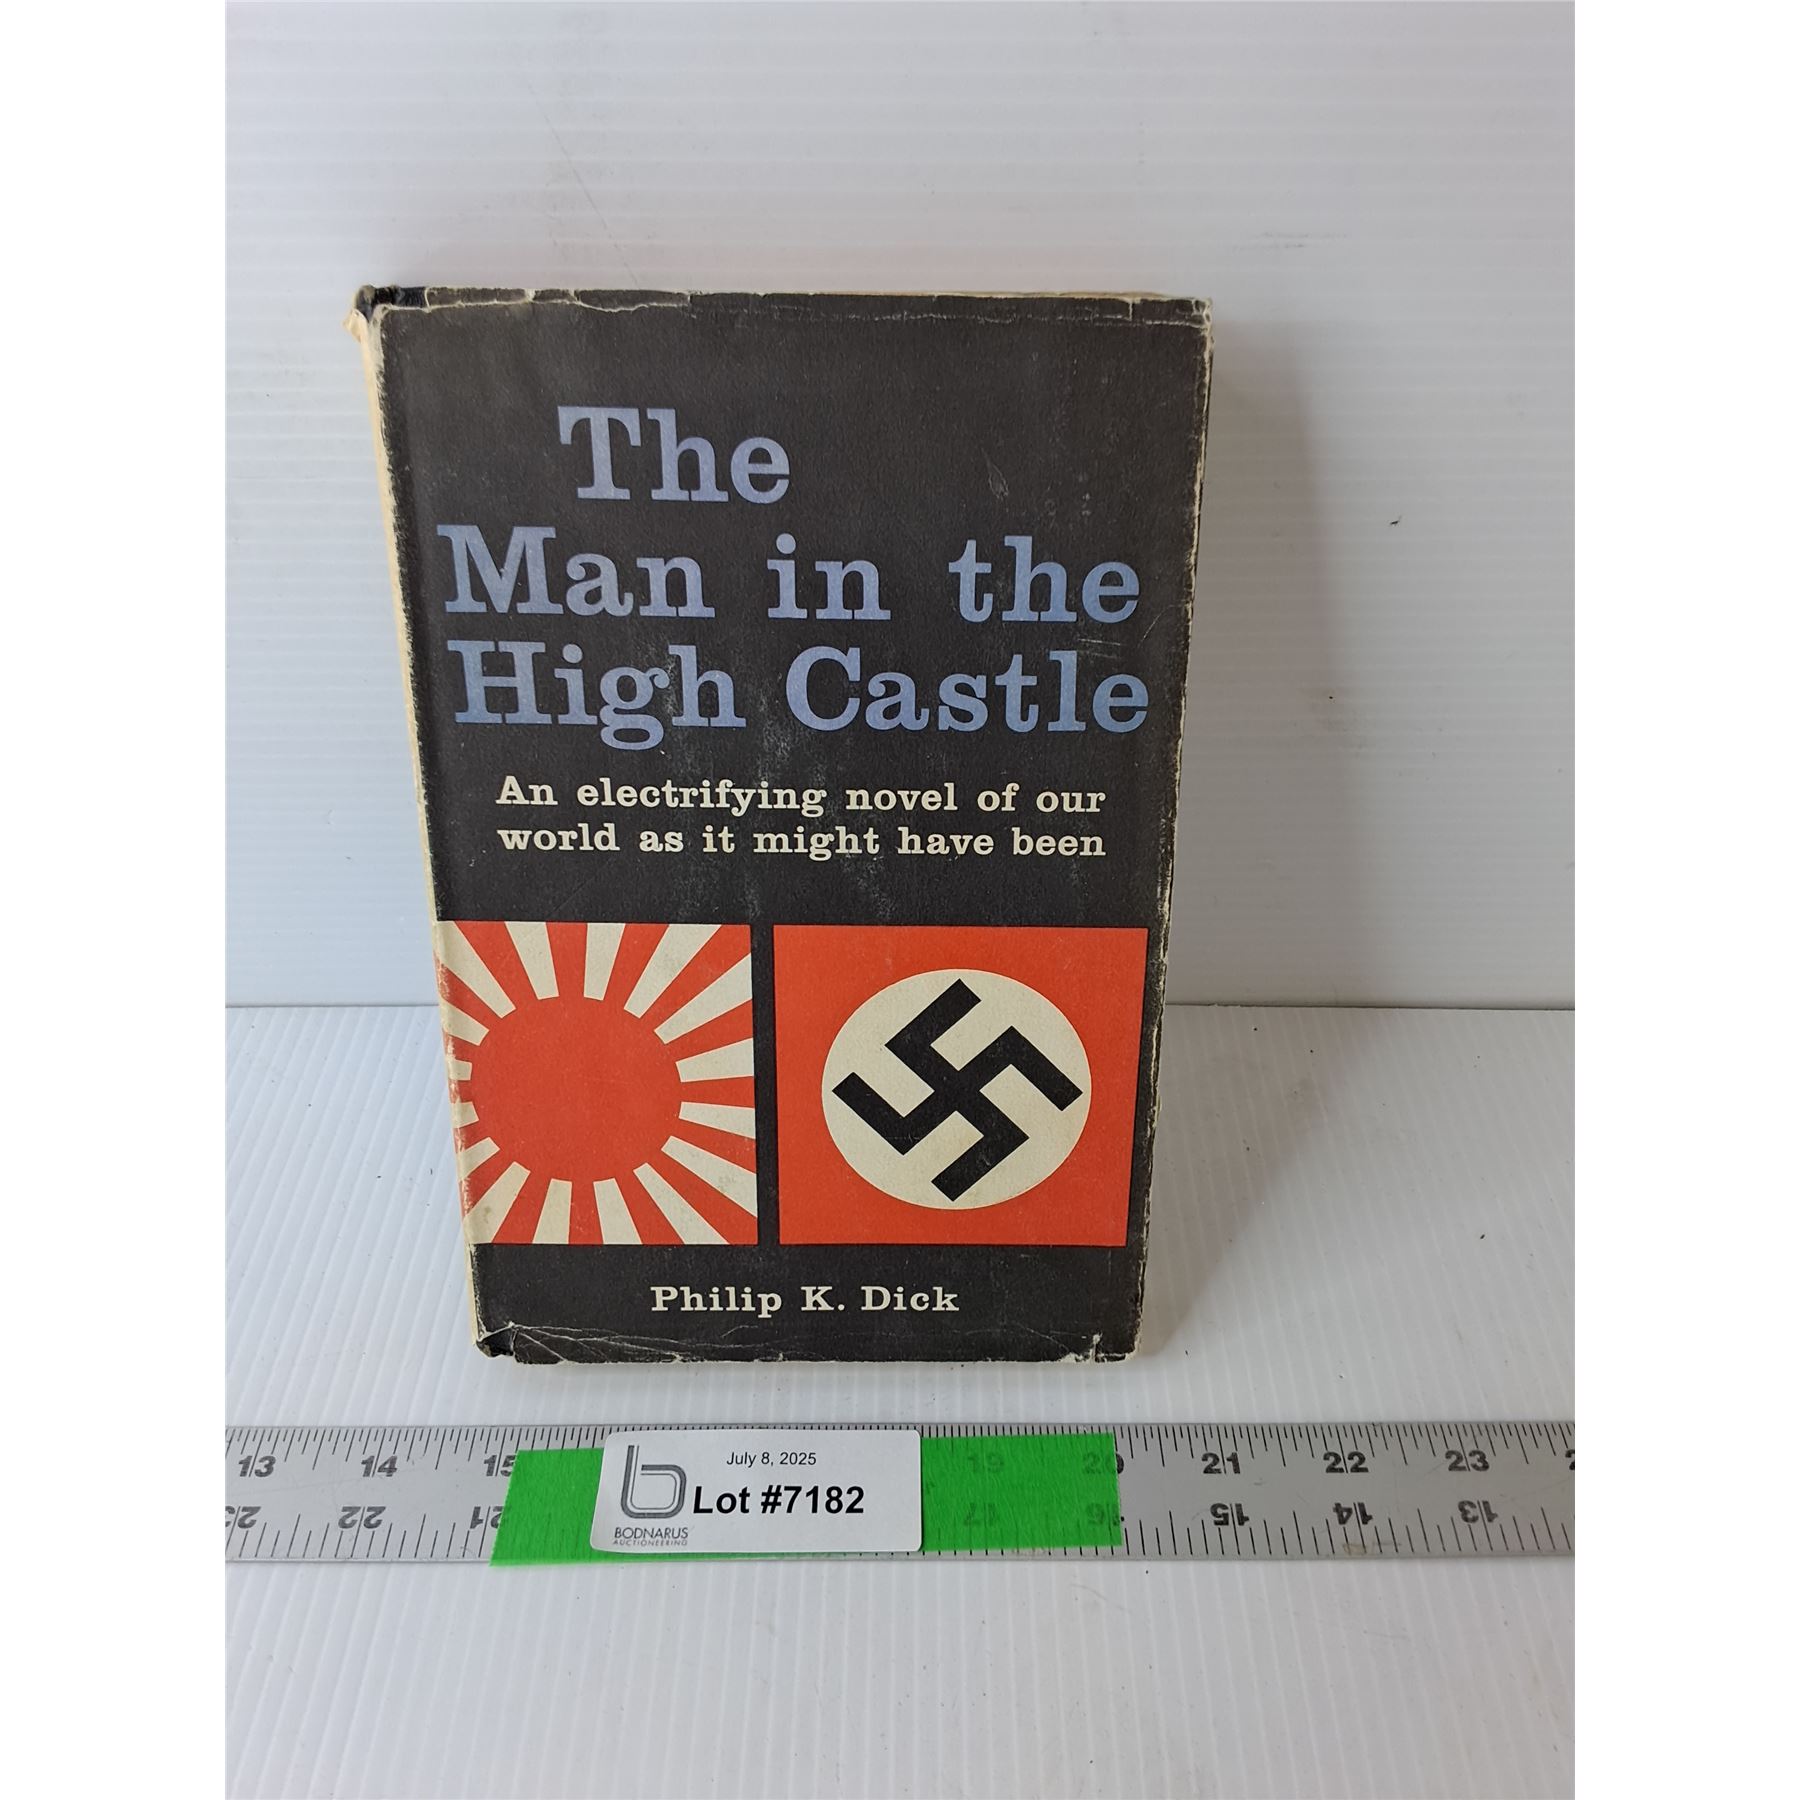 The
Man in the
High Castle
An electrifying novel of our
world as it might have been
Philip K. Dick
13 14 15 19 20 21 22 23
July 8, 2025
Lot #7182
BODNARUS
AUCTIONEERING
22 17 16 15 14 13